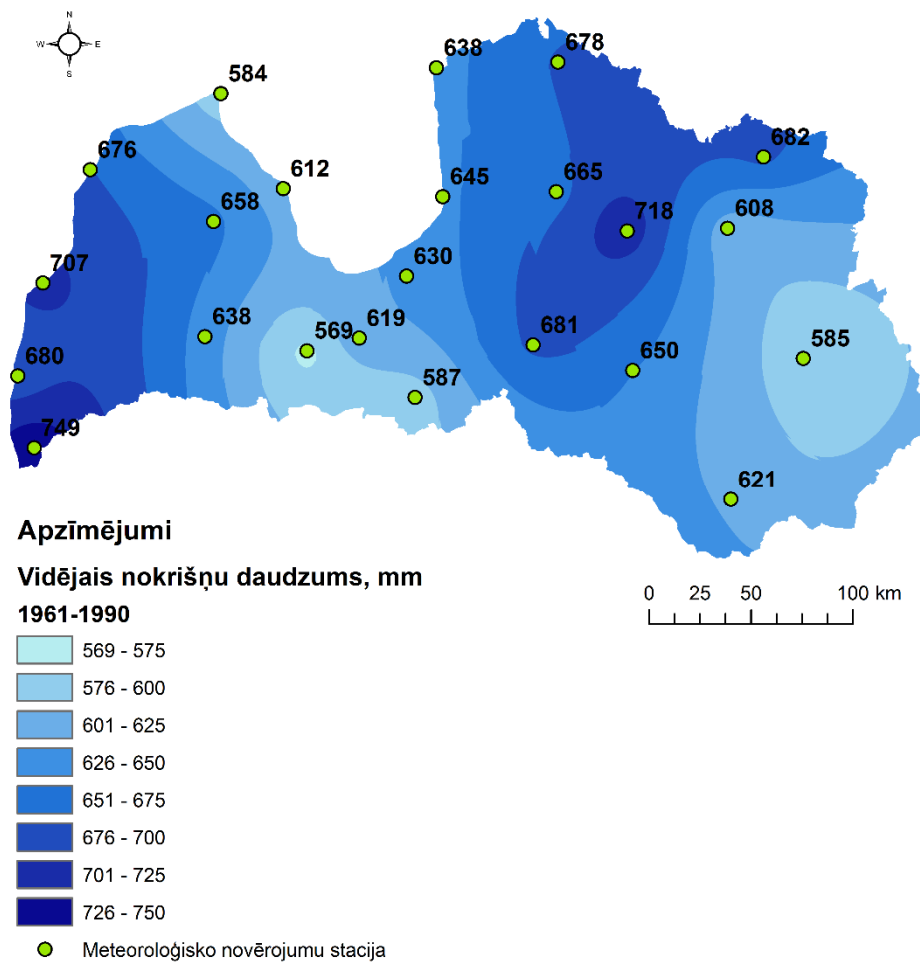 N
W E
S
638
678
584
676
682
612
658
645
665
718
608
707
630
638
569
619
681
650
585
680
587
749
621
Apzīmējumi
Vidējais nokrišņu daudzums, mm
1961-1990
569 - 575
576 - 600
601 - 625
626 - 650
651 - 675
676 - 700
701 - 725
726 - 750
Meteoroloģisko novērojumu stacija
0 25 50 100 km